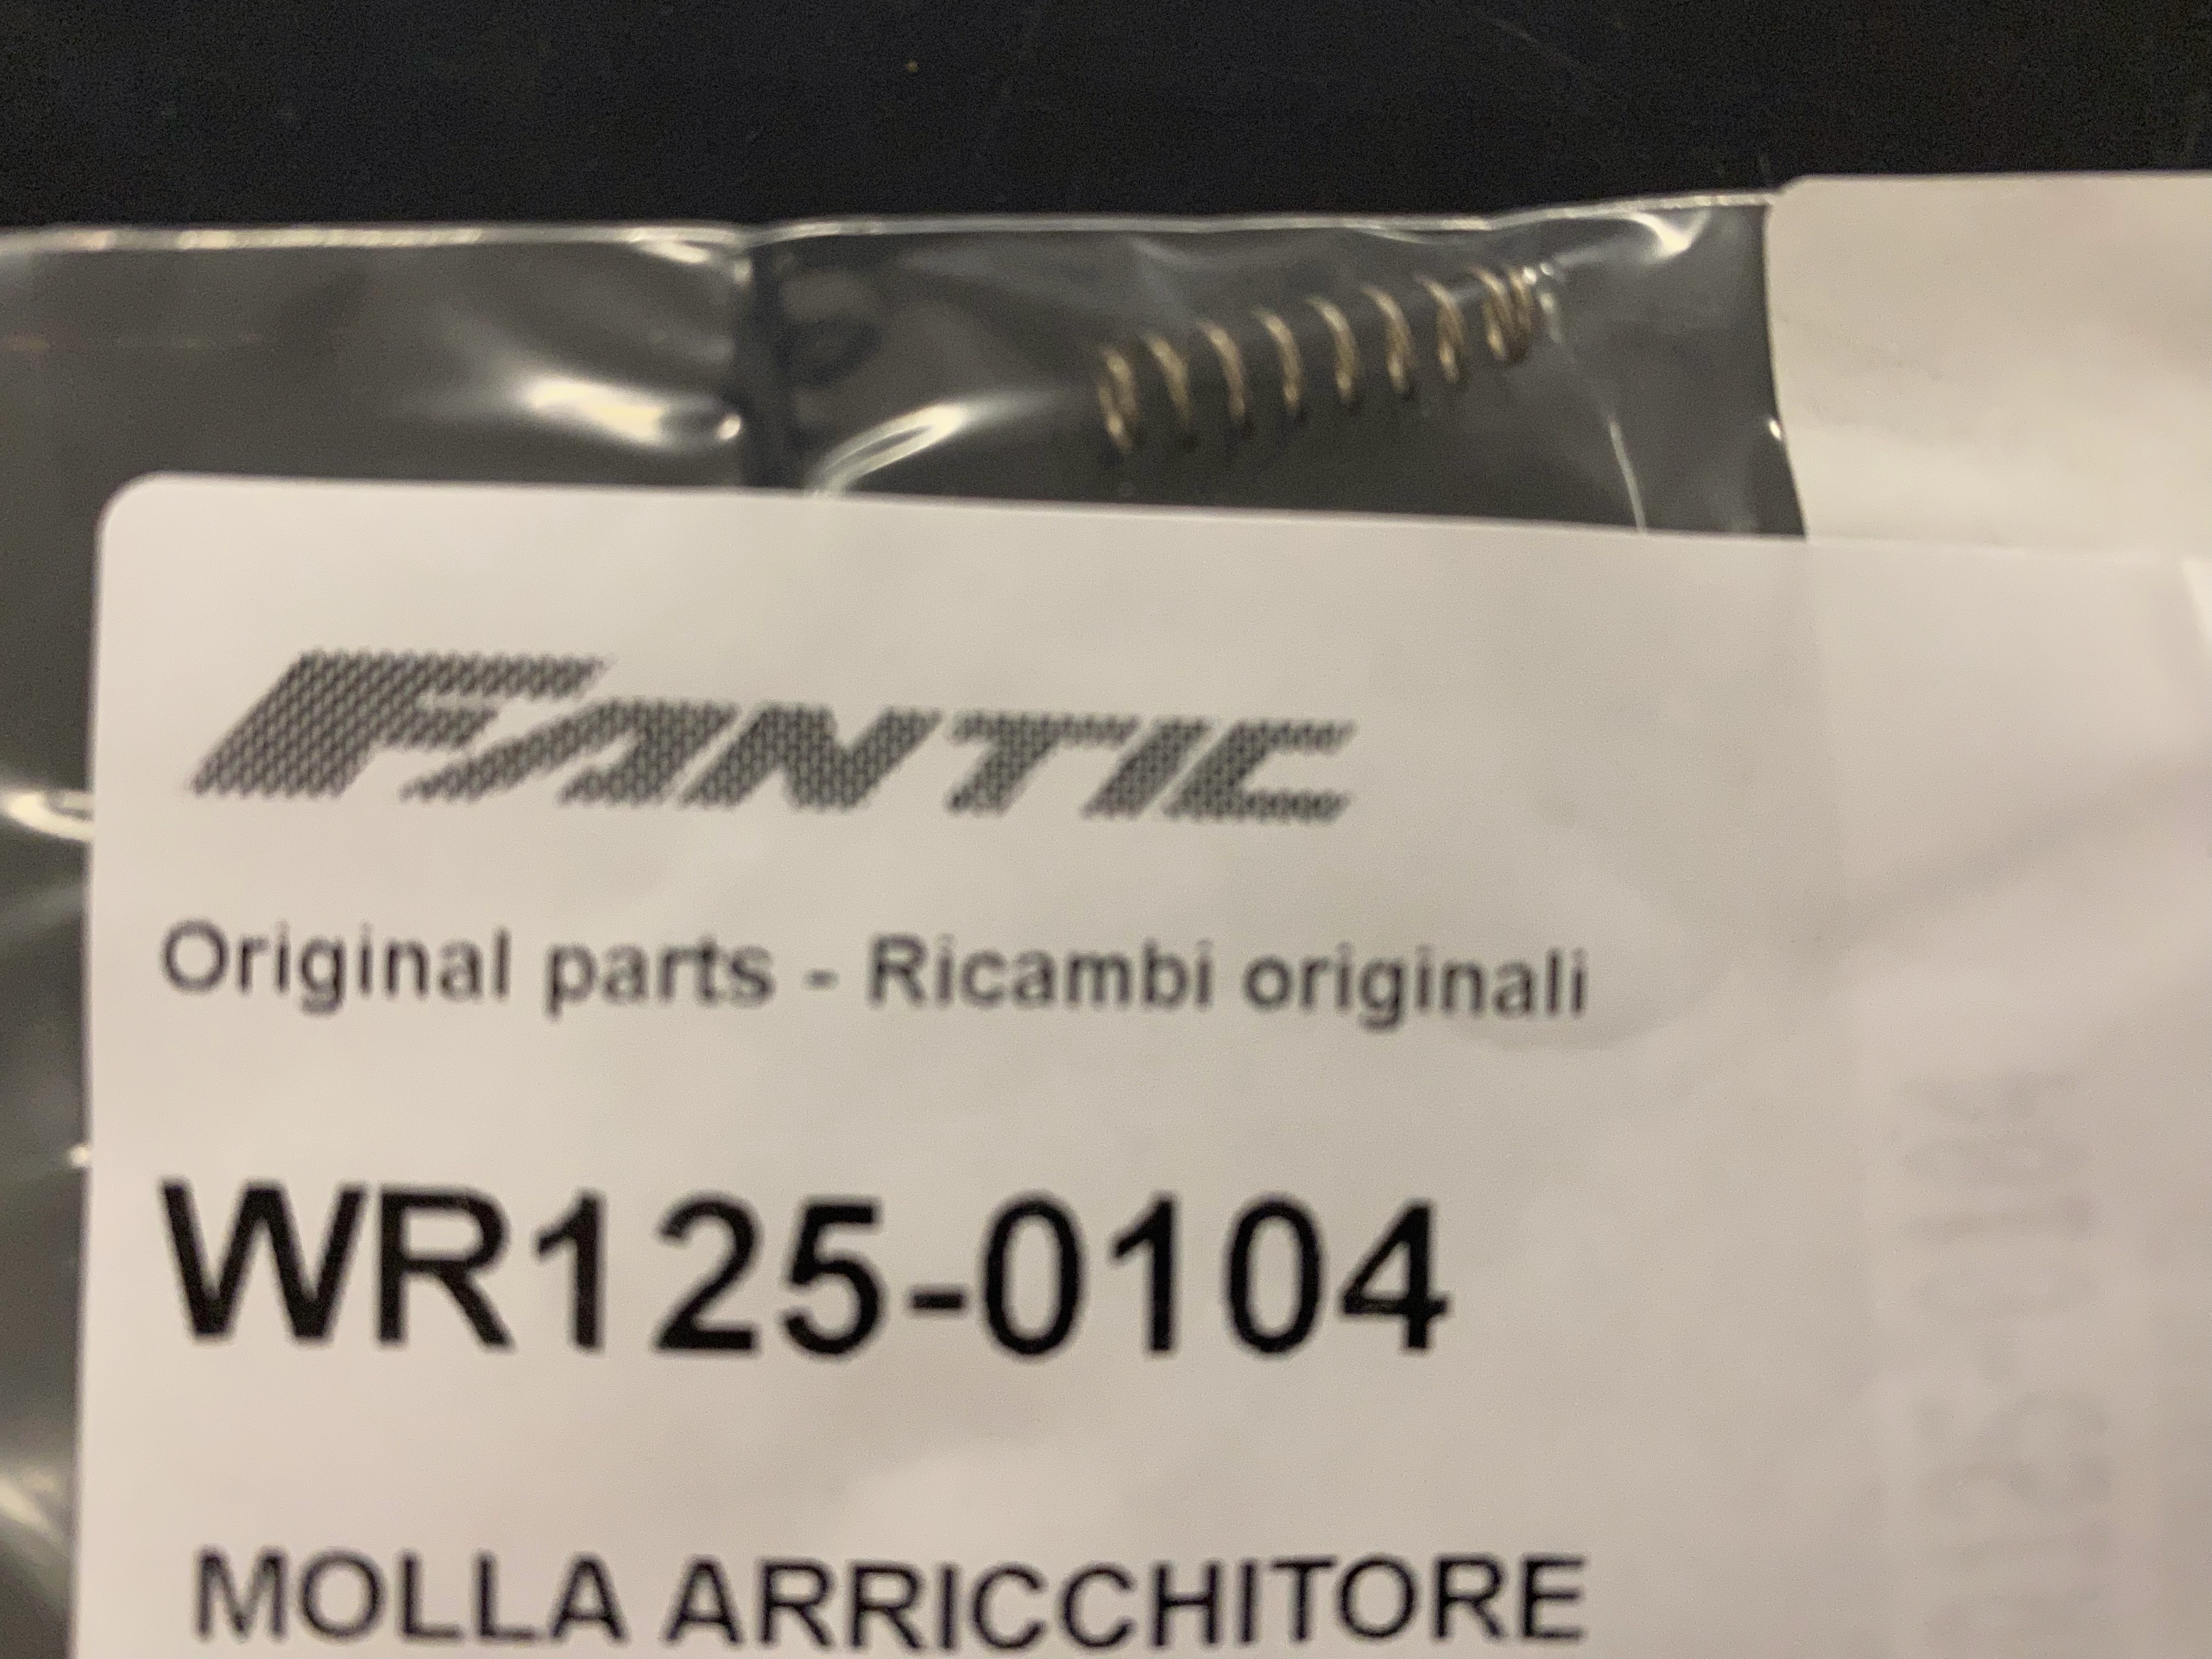 FANTIC
Original parts - Ricambi originali
WR125-0104
MOLLA ARRICCHITORE